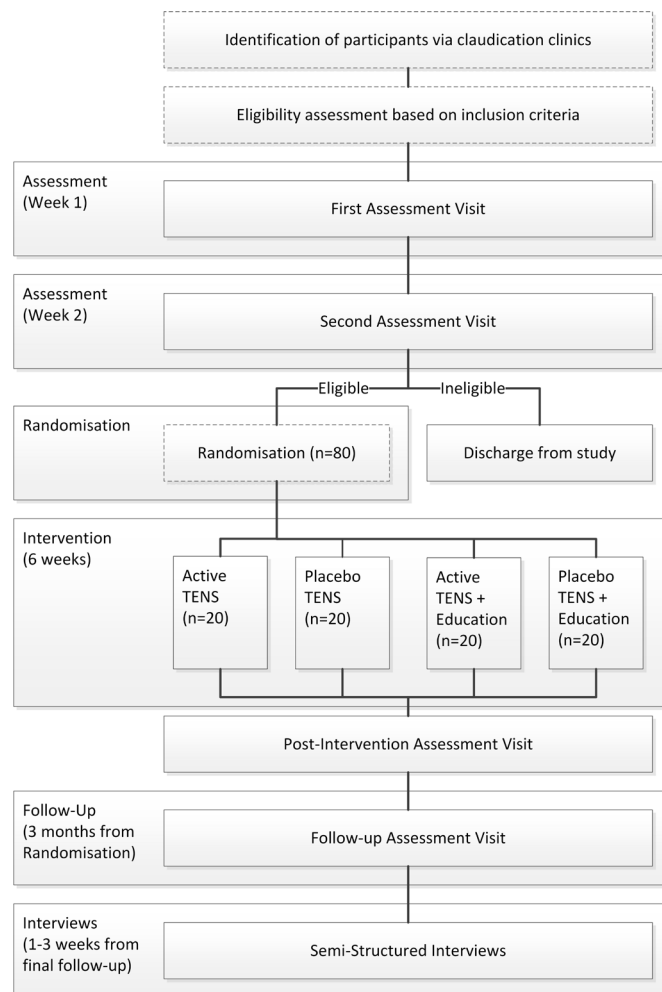 Identification of participants via claudication clinics
Eligibility assessment based on inclusion criteria
Assessment
(Week 1)
First Assessment Visit
Assessment
(Week 2)
Second Assessment Visit
Eligible
Ineligible
Randomisation
Randomisation (n=80)
Discharge from study
Intervention
(6 weeks)
Active
TENS
(n=20)
Placebo
TENS
(n=20)
Active
TENS +
Education
(n=20)
Placebo
TENS +
Education
(n=20)
Post-Intervention Assessment Visit
Follow-Up
(3 months from
Randomisation)
Follow-up Assessment Visit
Interviews
(1-3 weeks from
final follow-up)
Semi-Structured Interviews